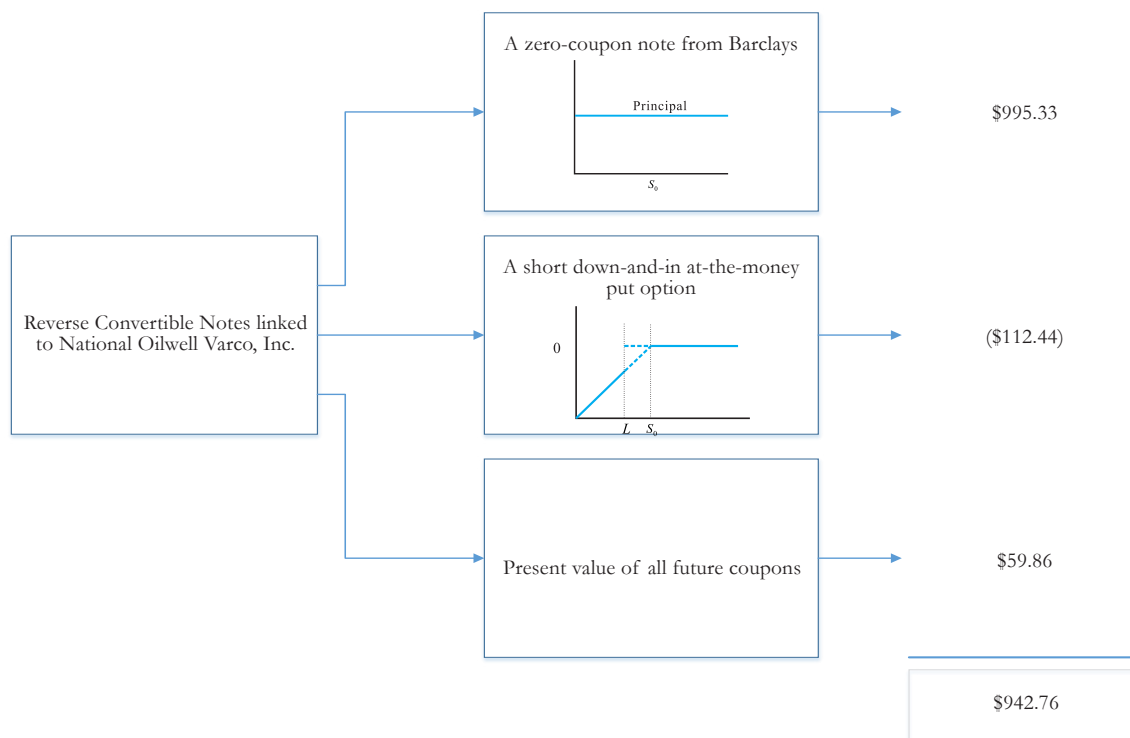 A zero-coupon note from Barclays
Principal
S₀
$995.33
Reverse Convertible Notes linked
to National Oilwell Varco, Inc.
A short down-and-in at-the-money
put option
0
L S₀
($112.44)
Present value of all future coupons
$59.86
$942.76